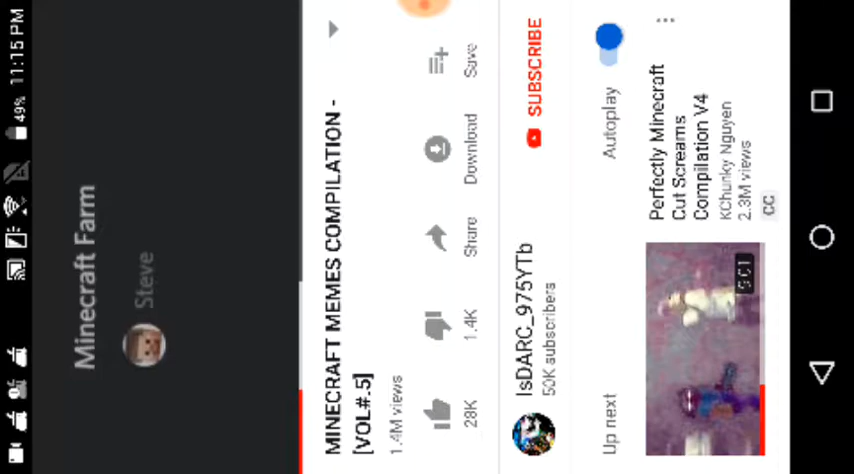 49% 11:15 PM
Minecraft Farm
Steve
MINECRAFT MEMES COMPILATION -
[VOL#.5]
1.4M views
28K
1.4K
Share
Download
Save
IsDARC_975YTb
50K subscribers
SUBSCRIBE
Up next
Autoplay
Perfectly Minecraft
Cut Screams
Compilation V4
KChunky Nguyen
2.3M views
CC